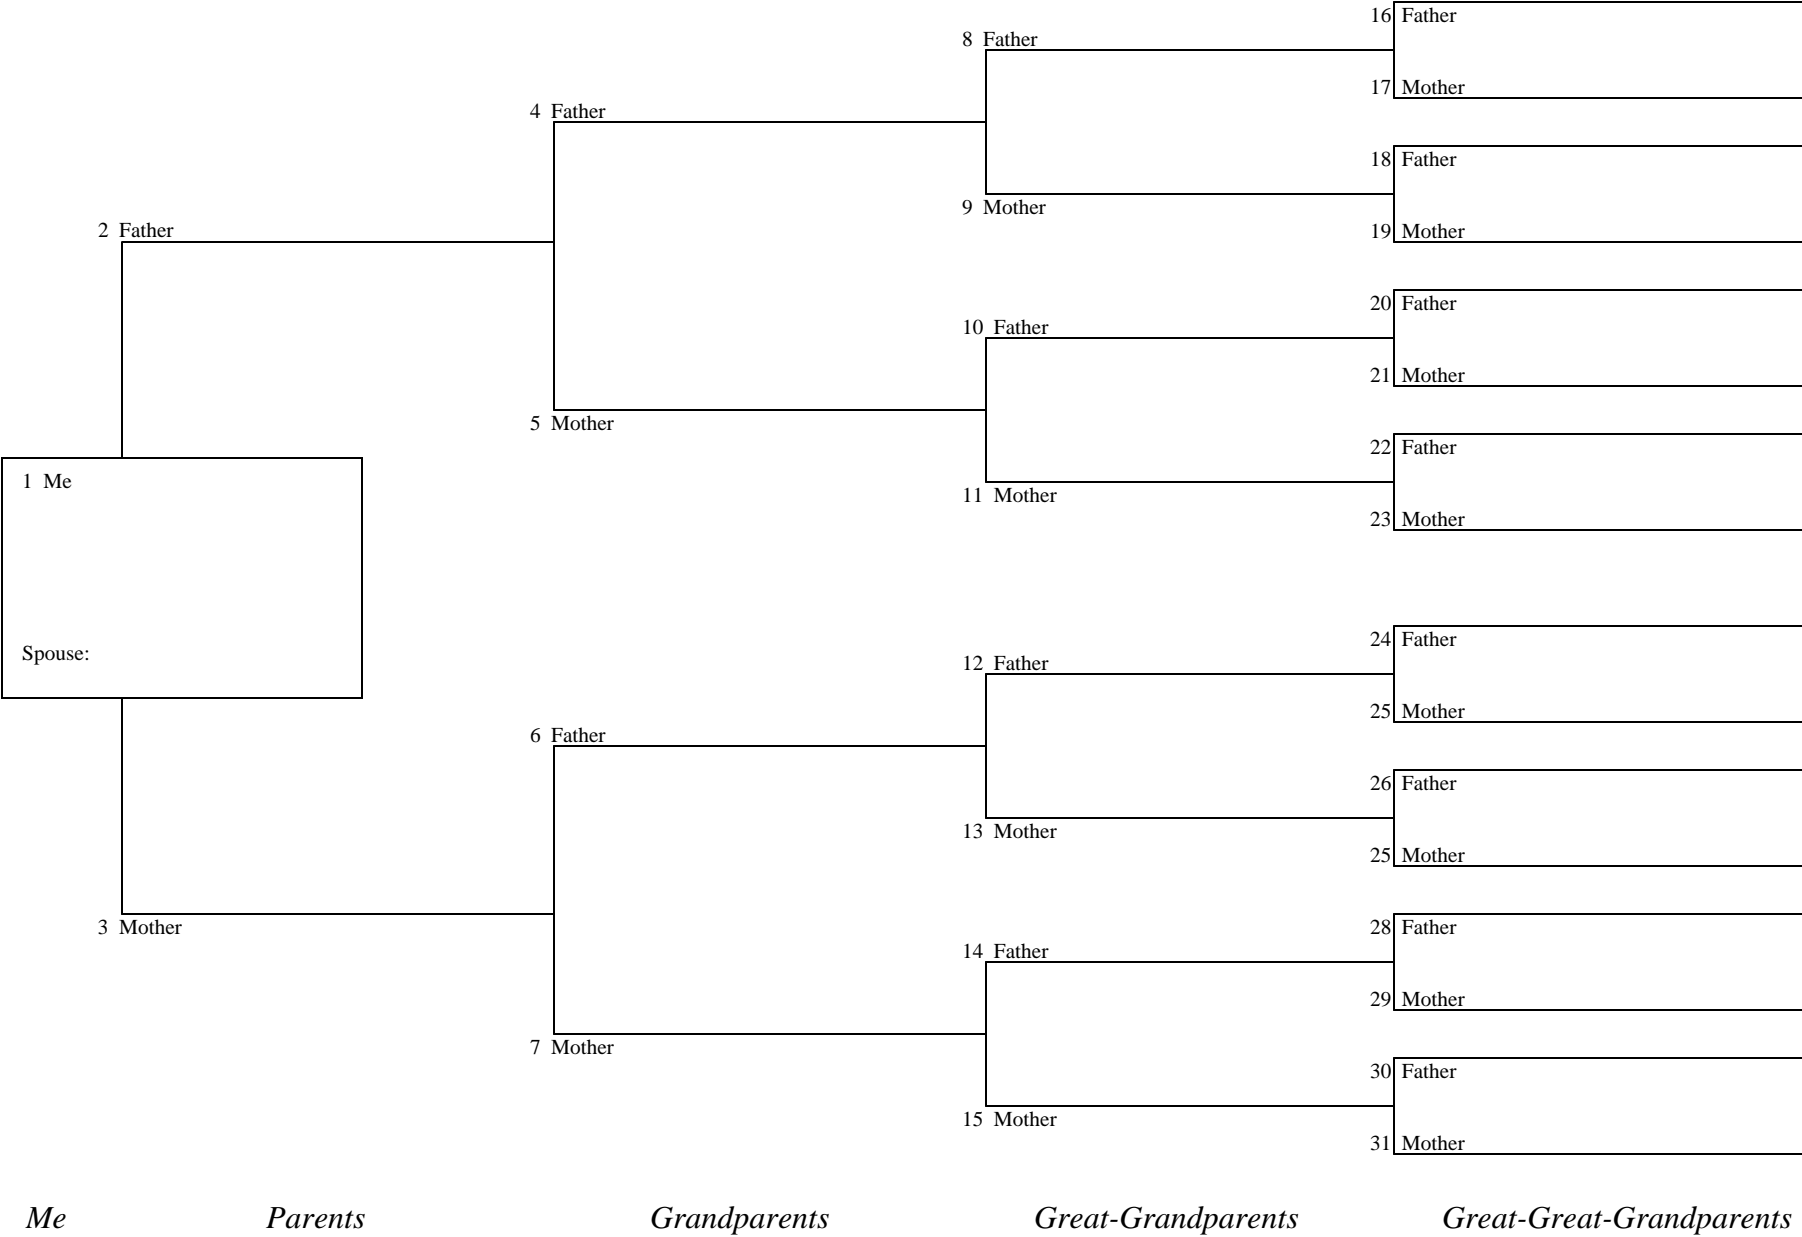 16 Father
8 Father
17 Mother
4 Father
18 Father
9 Mother
2 Father
19 Mother
20 Father
10 Father
21 Mother
5 Mother
22 Father
1 Me
11 Mother
23 Mother
24 Father
Spouse:
12 Father
25 Mother
6 Father
26 Father
13 Mother
25 Mother
3 Mother
28 Father
14 Father
29 Mother
7 Mother
30 Father
15 Mother
31 Mother
Me Parents Grandparents Great-Grandparents Great-Great-Grandparents